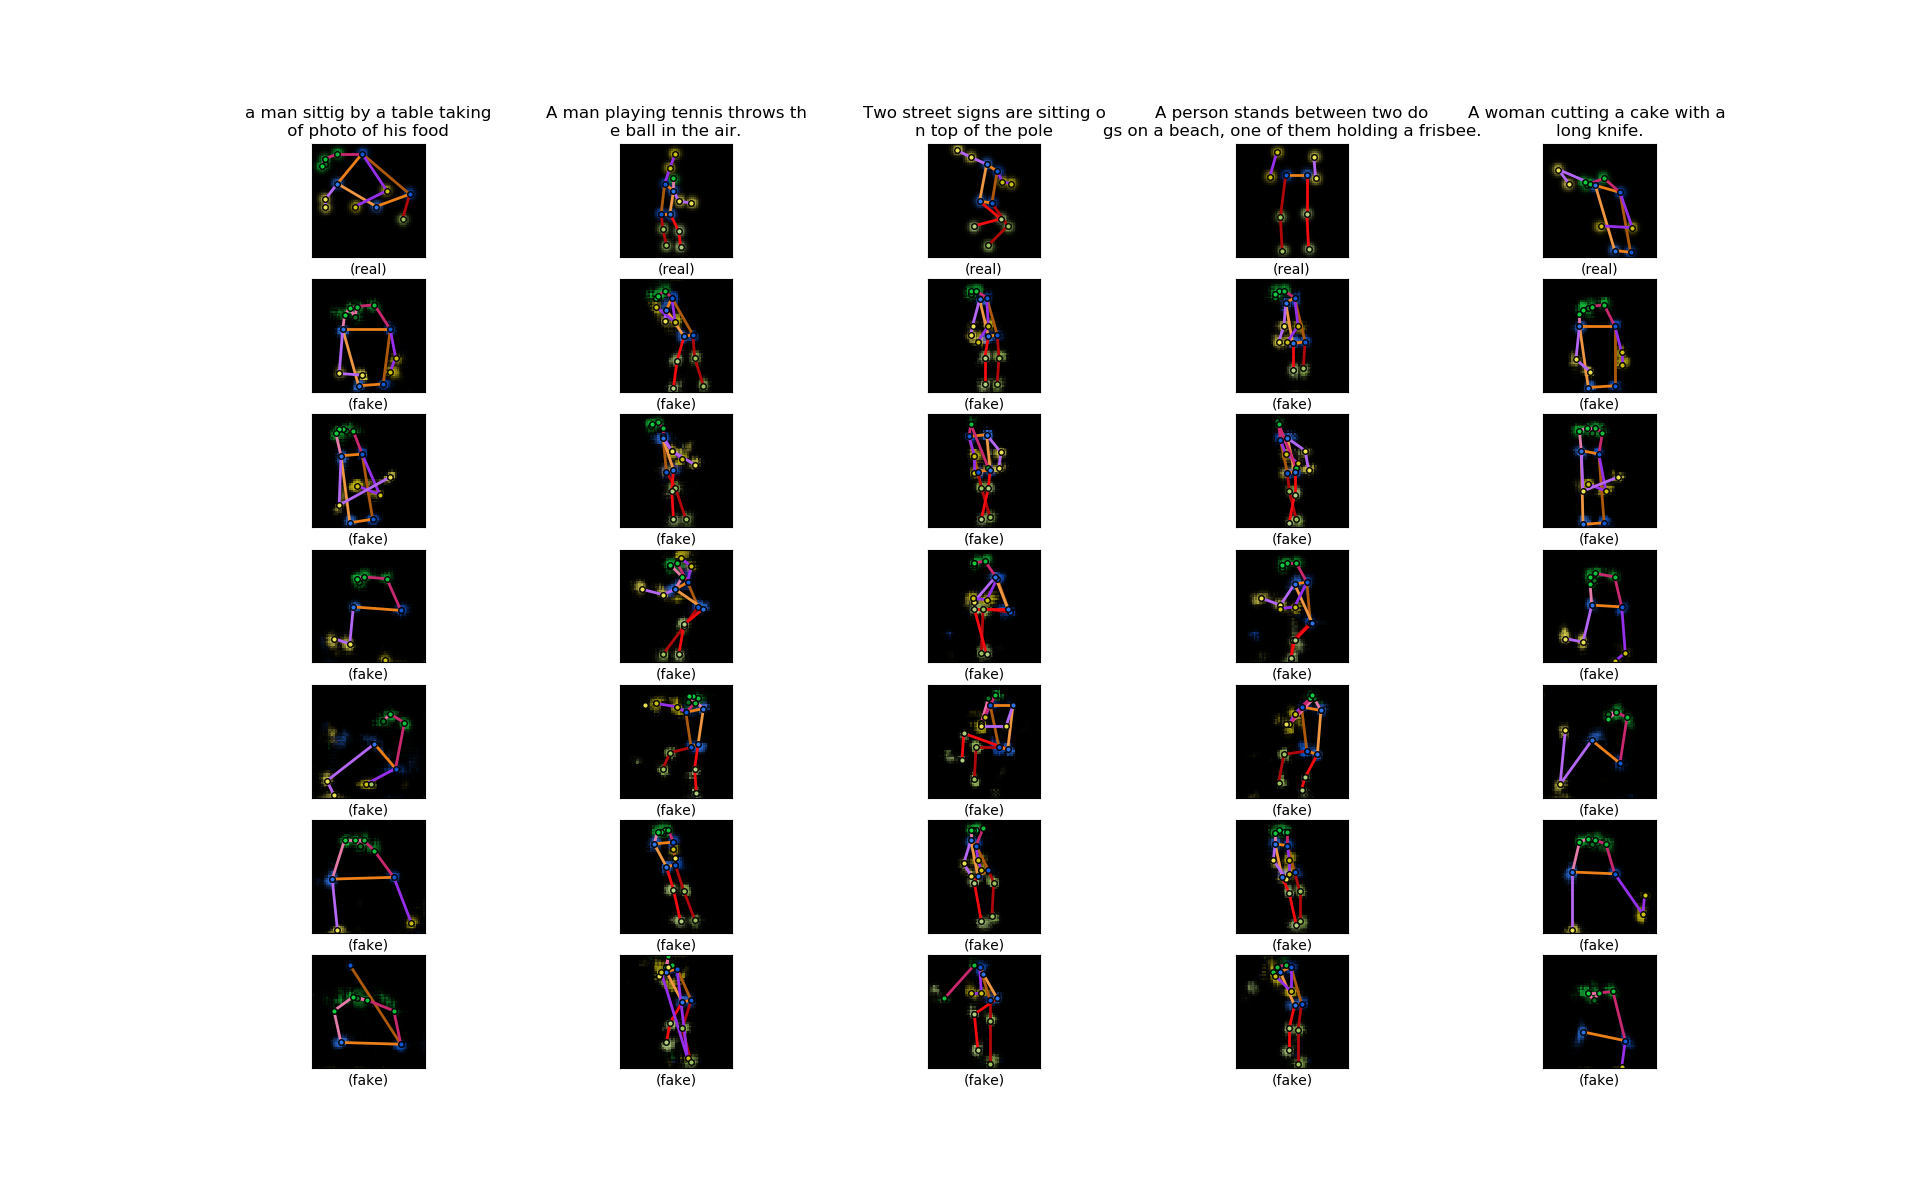 a man sittig by a table taking
of photo of his food
A man playing tennis throws th
e ball in the air.
Two street signs are sitting o
n top of the pole
A person stands between two do
gs on a beach, one of them holding a frisbee.
A woman cutting a cake with a
long knife.
(real) (real) (real) (real) (real)
(fake) (fake) (fake) (fake) (fake)
(fake) (fake) (fake) (fake) (fake)
(fake) (fake) (fake) (fake) (fake)
(fake) (fake) (fake) (fake) (fake)
(fake) (fake) (fake) (fake) (fake)
(fake) (fake) (fake) (fake) (fake)